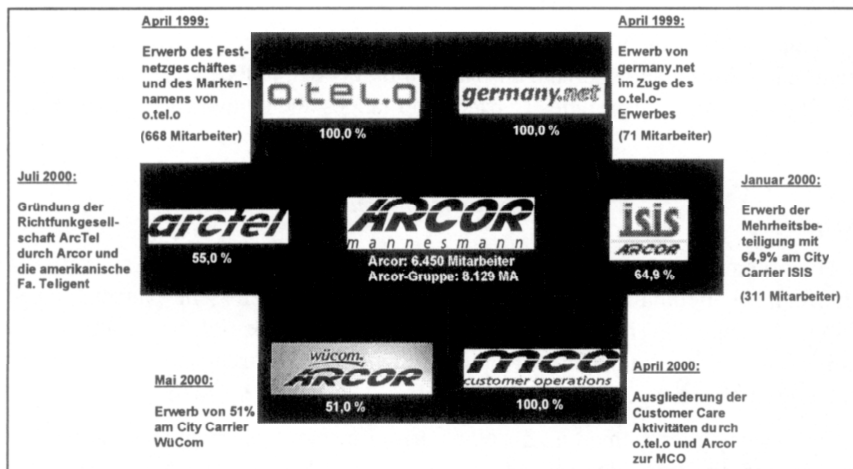 April 1999:
Erwerb des Fest-
netzgeschäftes
und des Marken-
namens von
o.tel.o
(668 Mitarbeiter)
o.tel.o
100,0 %
germany.net
100,0 %
April 1999:
Erwerb von
germany.net
im Zuge des
o.tel.o-
Erwerbes
(71 Mitarbeiter)
Juli 2000:
Gründung der
Richtfunkgesell-
schaft ArcTel
durch Arcor und
die amerikanische
Fa. Teligent
arctel
55,0 %
ARCOR
mannesmann
Arcor: 6.450 Mitarbeiter
Arcor-Gruppe: 8.129 MA
isis
ARCOR
64,9 %
Januar 2000:
Erwerb der
Mehrheitsbe-
teiligung mit
64,9% am City
Carrier ISIS
(311 Mitarbeiter)
Mai 2000:
Erwerb von 51%
am City Carrier
WüCom
wücom.
ARCOR
51,0 %
mco
customer operations
100,0 %
April 2000:
Ausgliederung der
Customer Care
Aktivitäten durch
o.tel.o und Arcor
zur MCO